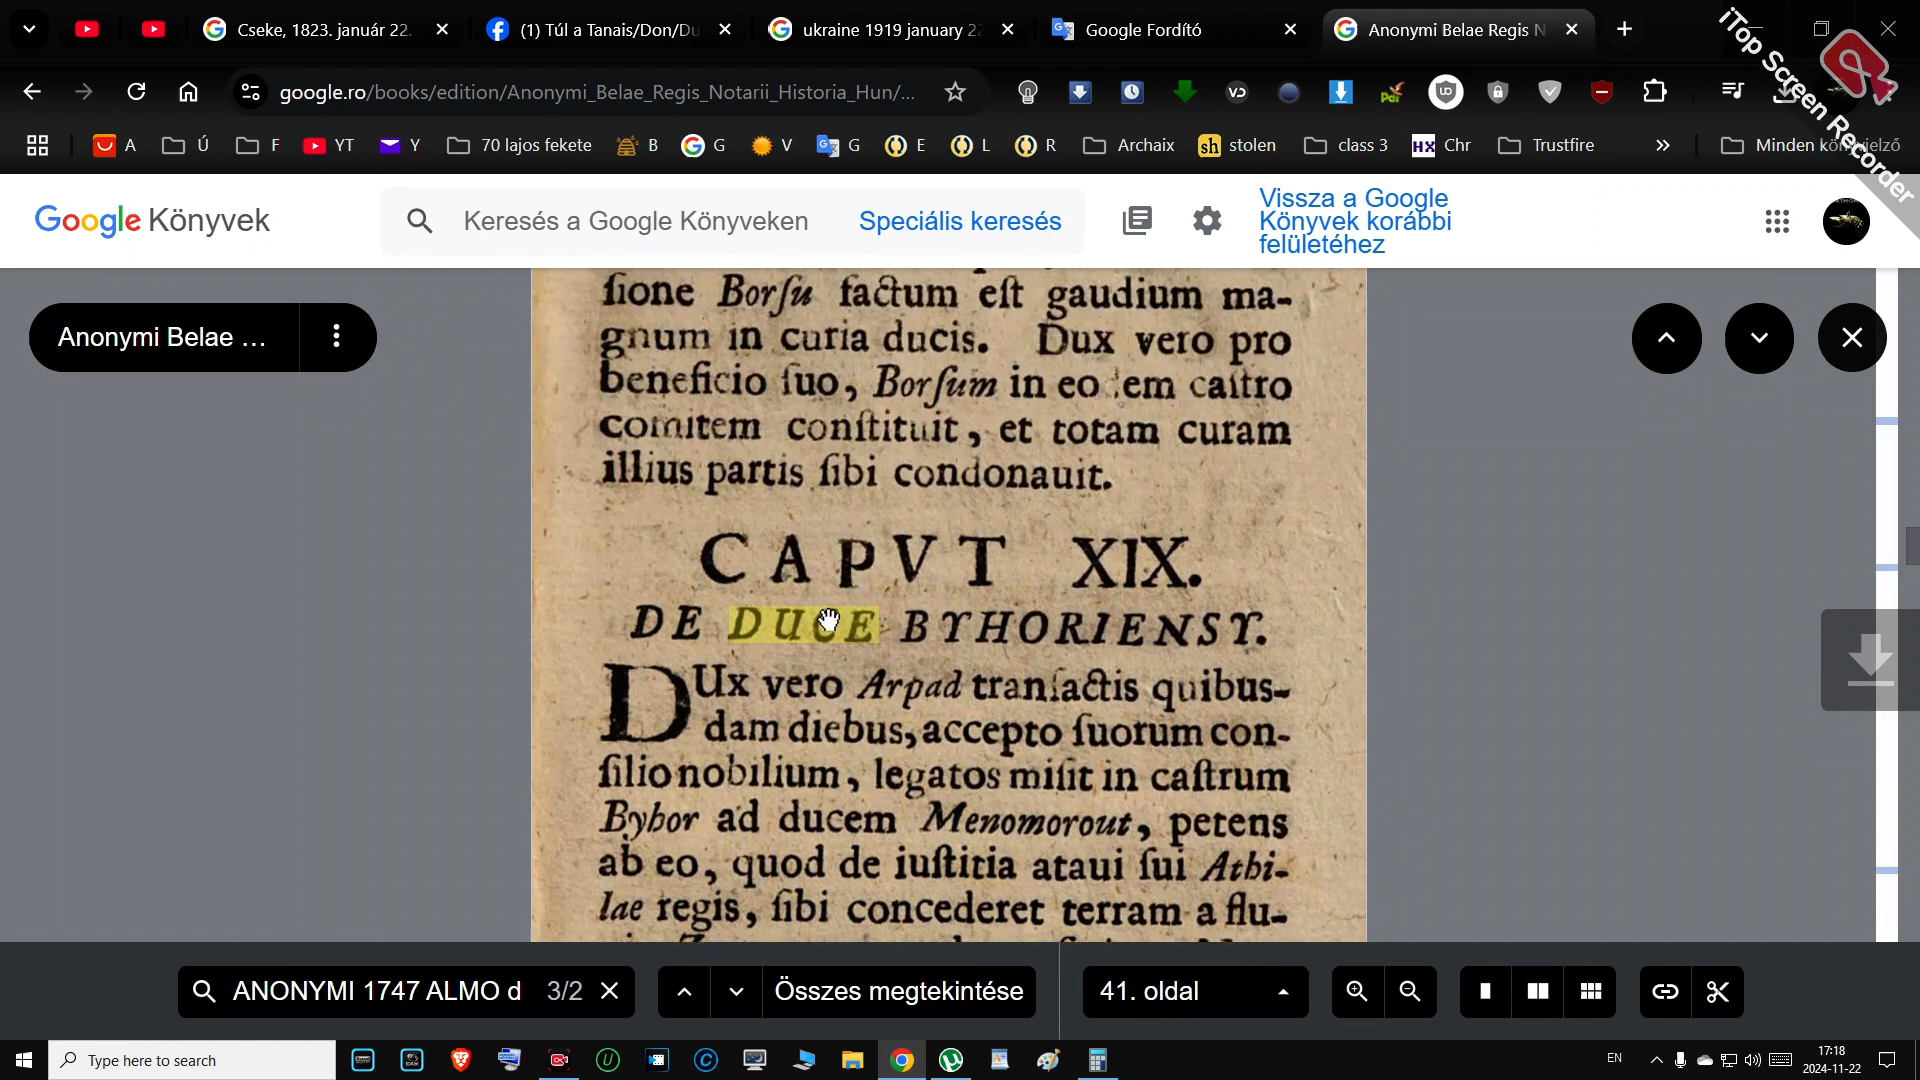 Cseke, 1823. január 22.
(1) Túl a Tanais/Don/Du
ukraine 1919 january 22
Google Fordító
Anonymi Belae Regis N
iTop Screen Recorder
google.ro/books/edition/Anonymi_Belae_Regis_Notarii_Historia_Hun/...
A Ú F YT Y 70 lajos fekete B G V G E L R Archaix stolen class 3 Chr Trustfire » Minden
Google Könyvek
Keresés a Google Könyveken
Speciális keresés
Vissza a Google
Könyvek korábbi
felületéhez
Anonymi Belae ...
ſione Borſu factum eſt gaudium ma-
gnum in curia ducis. Dux vero pro
beneficio ſuo, Borſum in eo em caſtro
comitem conſtituit, et totam curam
illius partis ſibi condonauit.
CAPVT XIX.
DE DUCE BYHORIENSY.
DUx vero Arpad tranſactis quibus-
dam diebus, accepto ſuorum con-
ſilio nobilium, legatos miſit in caſtrum
Byhor ad ducem Menomorout, petens
ab eo, quod de iuſtitia ataui ſui Athi-
lae regis, ſibi concederet terram a flu-
ANONYMI 1747 ALMO d 3/2
Összes megtekintése
41. oldal
Type here to search
EN
17:18
2024-11-22